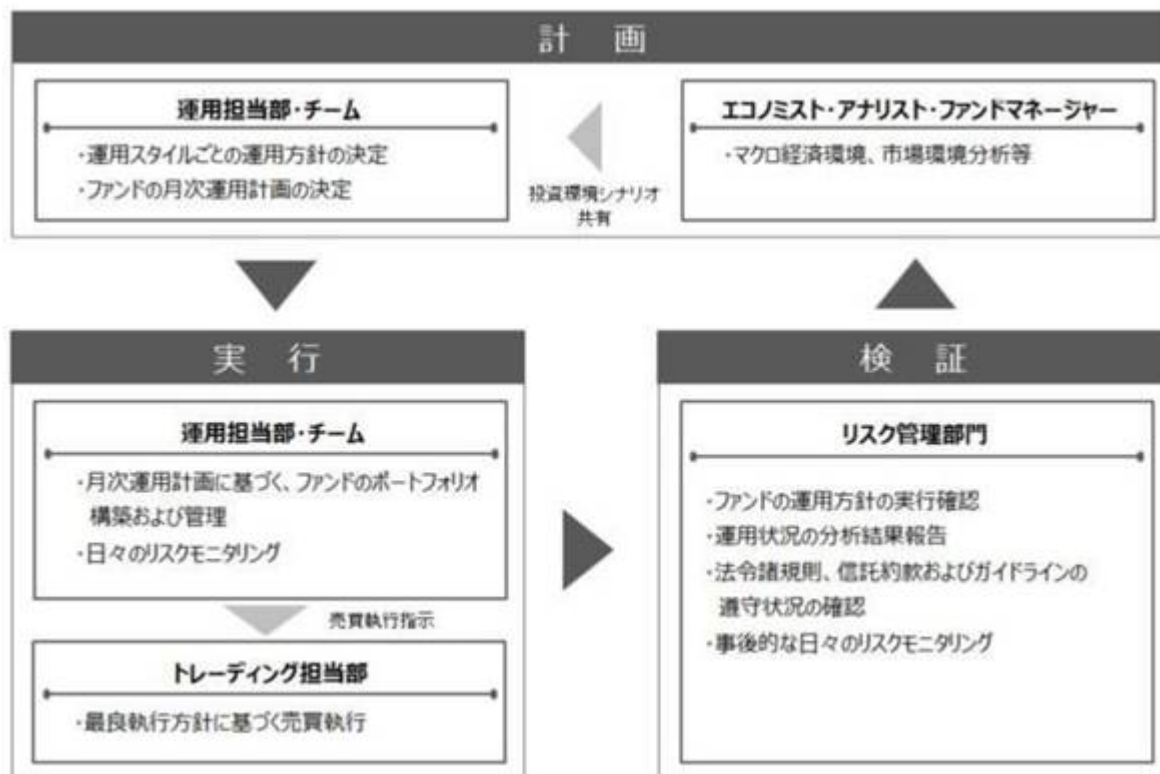 計 画
運用担当部・チーム
・運用スタイルごとの運用方針の決定
・ファンドの月次運用計画の決定
投資環境シナリオ
共有
エコノミスト・アナリスト・ファンドマネージャー
・マクロ経済環境、市場環境分析等
実 行
運用担当部・チーム
・月次運用計画に基づく、ファンドのポートフォリオ
構築および管理
・日々のリスクモニタリング
売買執行指示
トレーディング担当部
・最良執行方針に基づく売買執行
検 証
リスク管理部門
・ファンドの運用方針の実行確認
・運用状況の分析結果報告
・法令諸規則、信託約款およびガイドラインの
遵守状況の確認
・事後的な日々のリスクモニタリング